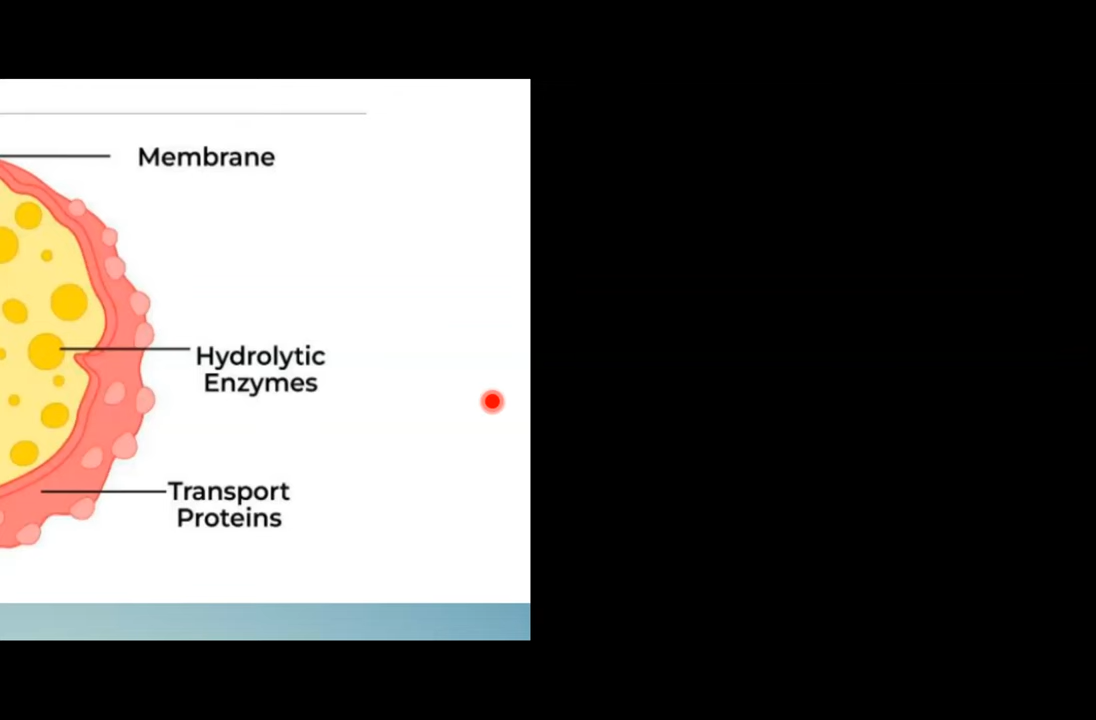 Membrane
Hydrolytic
Enzymes
Transport
Proteins